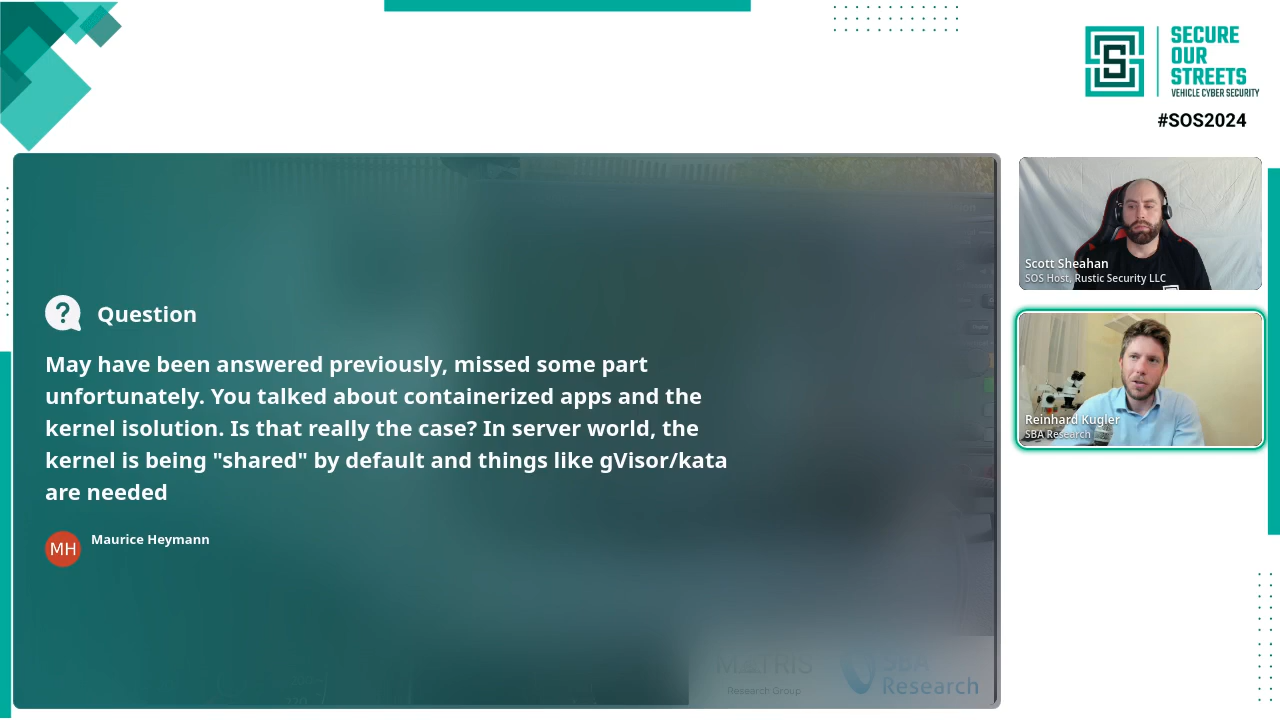 SECURE
OUR
STREETS
VEHICLE CYBER SECURITY
#SOS2024
Question
May have been answered previously, missed some part
unfortunately. You talked about containerized apps and the
kernel isolution. Is that really the case? In server world, the
kernel is being "shared" by default and things like gVisor/kata
are needed
MH
Maurice Heymann
Scott Sheahan
SOS Host, Rustic Security LLC
Reinhard Kugler
SBA Research
MATRIS
Research Group
SBA
Research